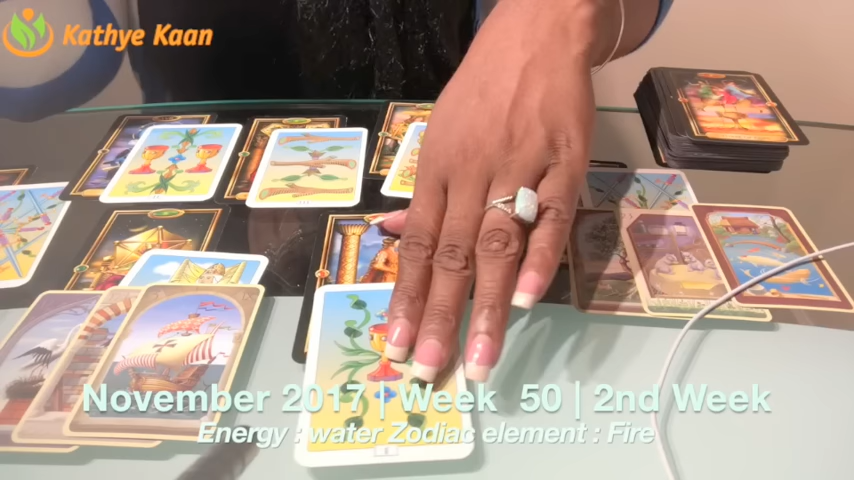 Kathye Kaan
November 2017 | Week 50 | 2nd Week
Energy : water Zodiac element : Fire